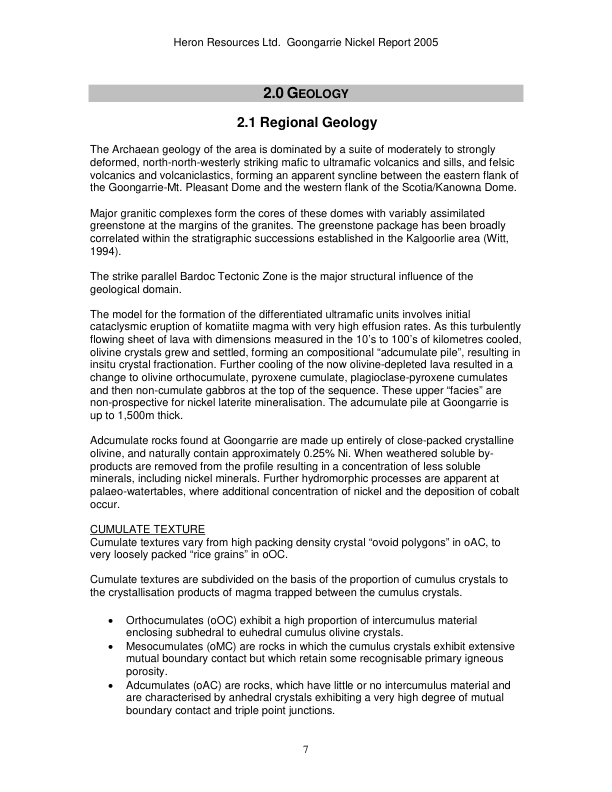 Heron Resources Ltd.  Goongarrie Nickel Report 2005
2.0 GEOLOGY
2.1 Regional Geology
The Archaean geology of the area is dominated by a suite of moderately to strongly
deformed, north-north-westerly striking mafic to ultramafic volcanics and sills, and felsic
volcanics and volcaniclastics, forming an apparent syncline between the eastern flank of
the Goongarrie-Mt. Pleasant Dome and the western flank of the Scotia/Kanowna Dome.
Major granitic complexes form the cores of these domes with variably assimilated
greenstone at the margins of the granites. The greenstone package has been broadly
correlated within the stratigraphic successions established in the Kalgoorlie area (Witt,
1994).
The strike parallel Bardoc Tectonic Zone is the major structural influence of the
geological domain.
The model for the formation of the differentiated ultramafic units involves initial
cataclysmic eruption of komatiite magma with very high effusion rates. As this turbulently
flowing sheet of lava with dimensions measured in the 10's to 100's of kilometres cooled,
olivine crystals grew and settled, forming an compositional “adcumulate pile”, resulting in
insitu crystal fractionation. Further cooling of the now olivine-depleted lava resulted in a
change to olivine orthocumulate, pyroxene cumulate, plagioclase-pyroxene cumulates
and then non-cumulate gabbros at the top of the sequence. These upper “facies” are
non-prospective for nickel laterite mineralisation. The adcumulate pile at Goongarrie is
up to 1,500m thick.
Adcumulate rocks found at Goongarrie are made up entirely of close-packed crystalline
olivine, and naturally contain approximately 0.25% Ni. When weathered soluble by-
products are removed from the profile resulting in a concentration of less soluble
minerals, including nickel minerals. Further hydromorphic processes are apparent at
palaeo-watertables, where additional concentration of nickel and the deposition of cobalt
occur.
CUMULATE TEXTURE
Cumulate textures vary from high packing density crystal “ovoid polygons” in oAC, to
very loosely packed “rice grains” in oOC.
Cumulate textures are subdivided on the basis of the proportion of cumulus crystals to
the crystallisation products of magma trapped between the cumulus crystals.
• Orthocumulates (oOC) exhibit a high proportion of intercumulus material
enclosing subhedral to euhedral cumulus olivine crystals.
• Mesocumulates (oMC) are rocks in which the cumulus crystals exhibit extensive
mutual boundary contact but which retain some recognisable primary igneous
porosity.
• Adcumulates (oAC) are rocks, which have little or no intercumulus material and
are characterised by anhedral crystals exhibiting a very high degree of mutual
boundary contact and triple point junctions.
7